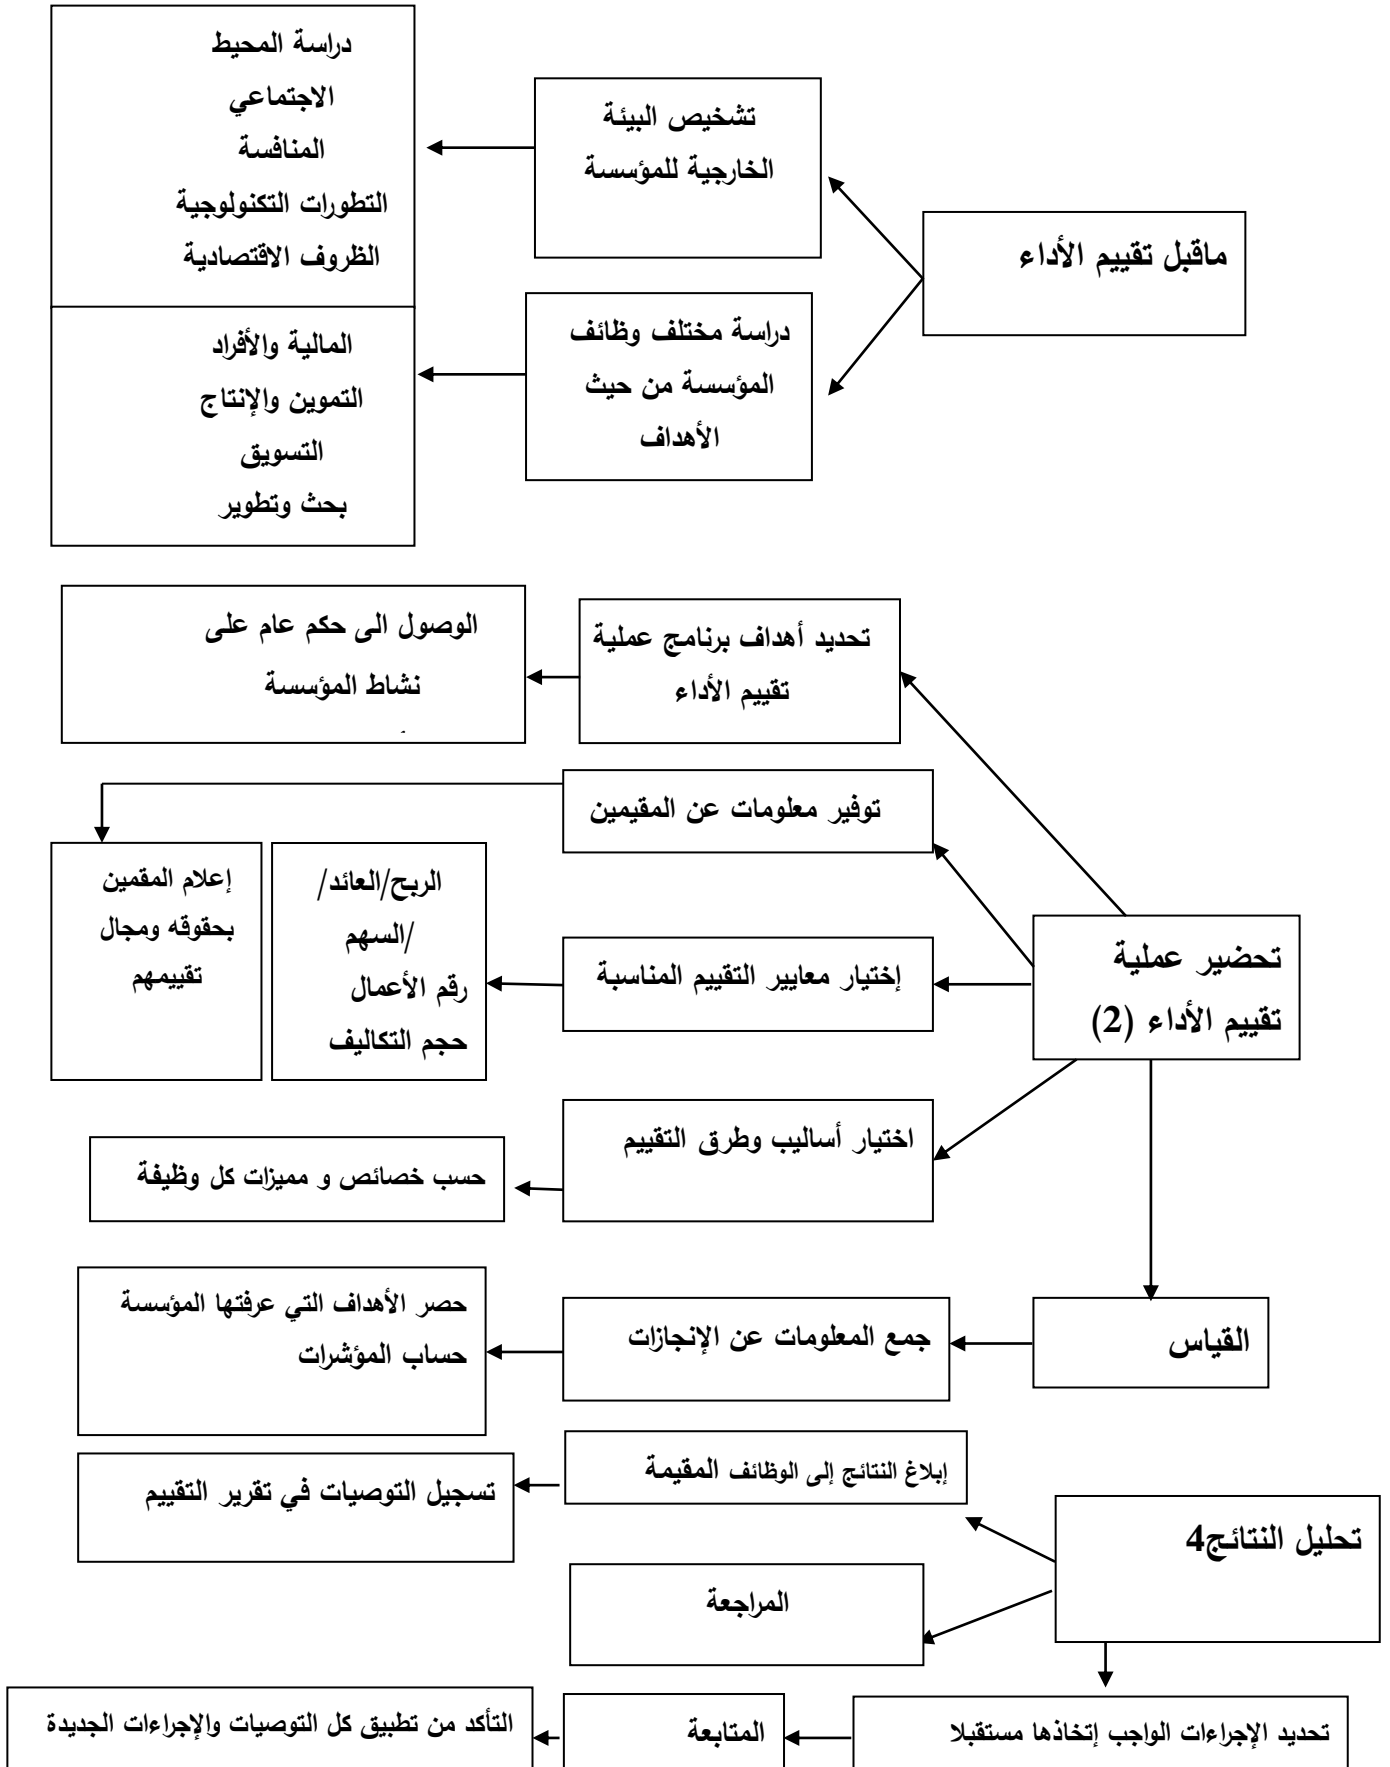 ماقبل تقييم الأداء
تشخيص البيئة
الخارجية للمؤسسة
دراسة المحيط
الاجتماعي
المنافسة
التطورات التكنولوجية
الظروف الاقتصادية
دراسة مختلف وظائف
المؤسسة من حيث
الأهداف
المالية والأفراد
التموين والإنتاج
التسويق
بحث وتطوير
تحضير عملية
تقييم الأداء (2)
تحديد أهداف برنامج عملية
تقييم الأداء
الوصول الى حكم عام على
نشاط المؤسسة
توفير معلومات عن المقيمين
إعلام المقمين
بحقوقه ومجال
تقييمهم
إختيار معايير التقييم المناسبة
الربح/العائد/
/السهم
رقم الأعمال
حجم التكاليف
اختيار أساليب وطرق التقييم
حسب خصائص و مميزات كل وظيفة
القياس
جمع المعلومات عن الإنجازات
حصر الأهداف التي عرفتها المؤسسة
حساب المؤشرات
تحليل النتائج4
إبلاغ النتائج إلى الوظائف المقيمة
تسجيل التوصيات في تقرير التقييم
المراجعة
تحديد الإجراءات الواجب إتخاذها مستقبلا
المتابعة
التأكد من تطبيق كل التوصيات والإجراءات الجديدة